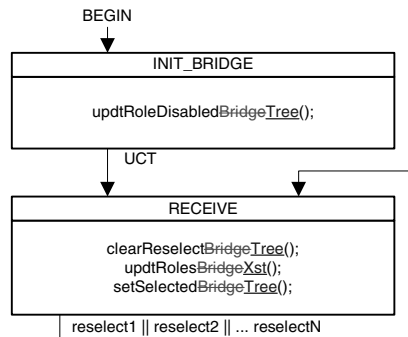 BEGIN
INIT_BRIDGE
updtRoleDisabledBridgeTree();
UCT
RECEIVE
clearReselectBridgeTree();
updtRolesBridgeXst();
setSelectedBridgeTree();
reselect1 || reselect2 || ... reselectN